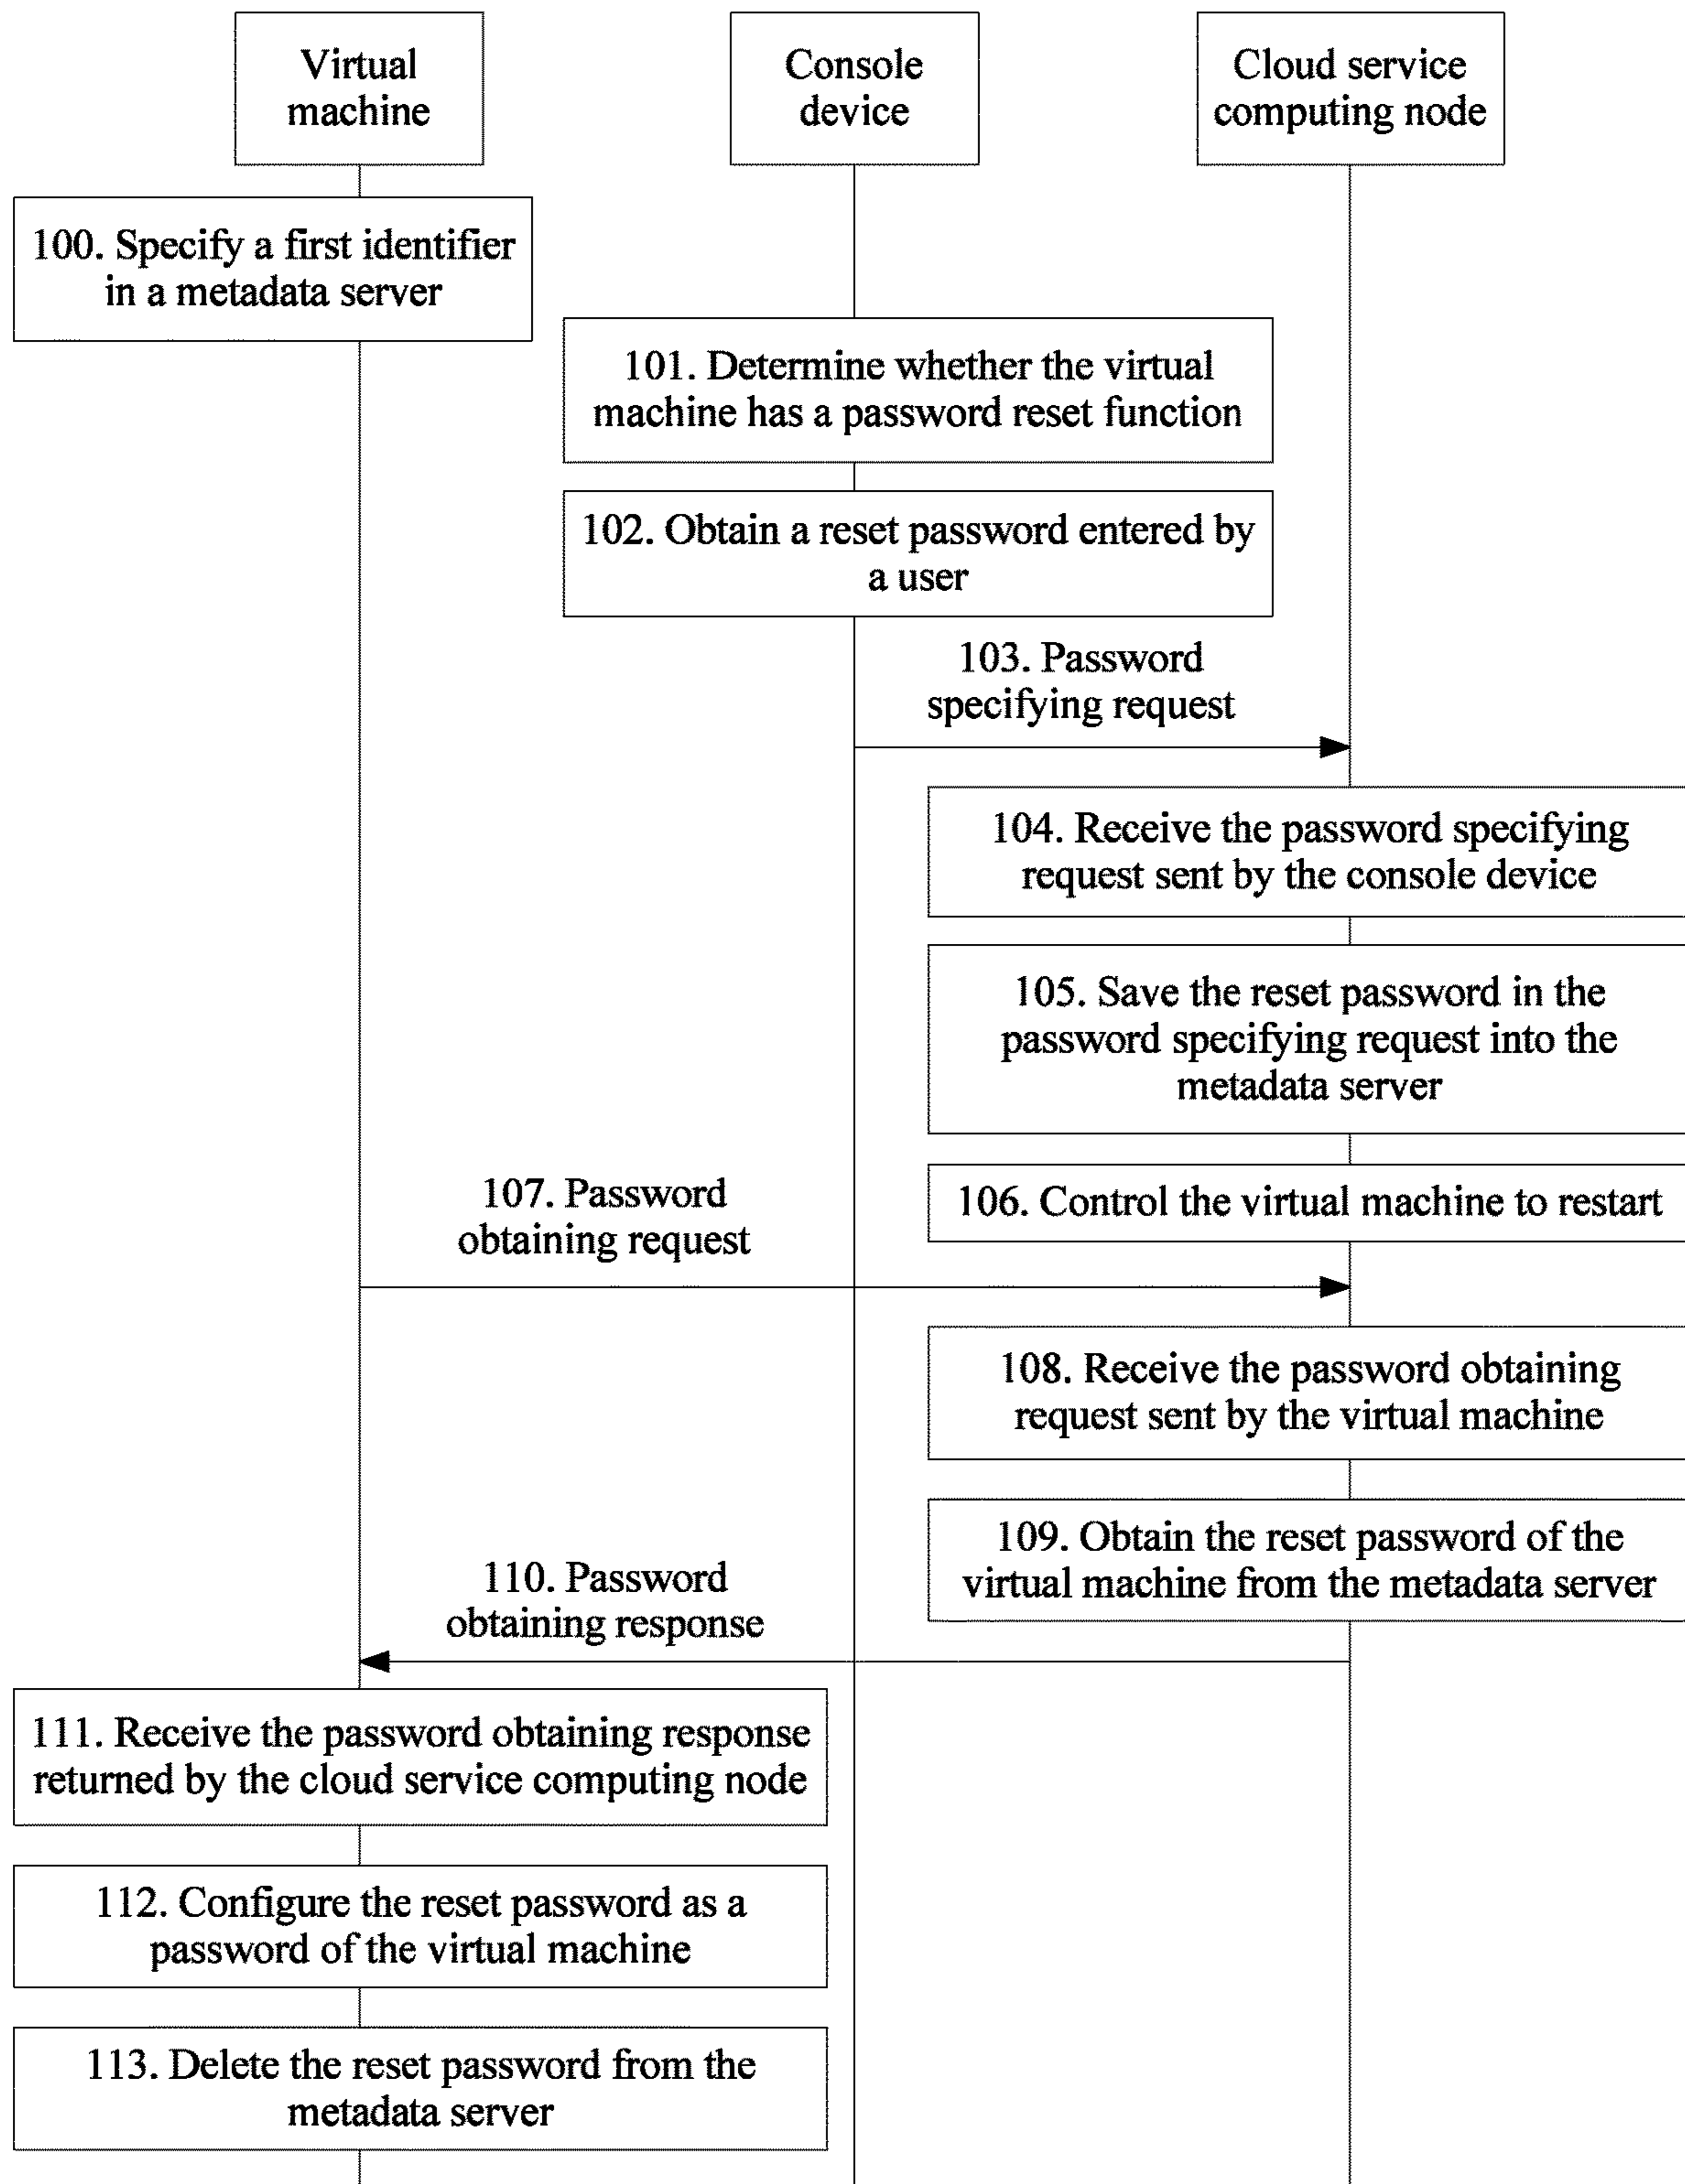 Virtual
machine
Console
device
Cloud service
computing node
100. Specify a first identifier
in a metadata server
101. Determine whether the virtual
machine has a password reset function
102. Obtain a reset password entered by
a user
103. Password
specifying request
104. Receive the password specifying
request sent by the console device
105. Save the reset password in the
password specifying request into the
metadata server
106. Control the virtual machine to restart
107. Password
obtaining request
108. Receive the password obtaining
request sent by the virtual machine
109. Obtain the reset password of the
virtual machine from the metadata server
110. Password
obtaining response
111. Receive the password obtaining response
returned by the cloud service computing node
112. Configure the reset password as a
password of the virtual machine
113. Delete the reset password from the
metadata server